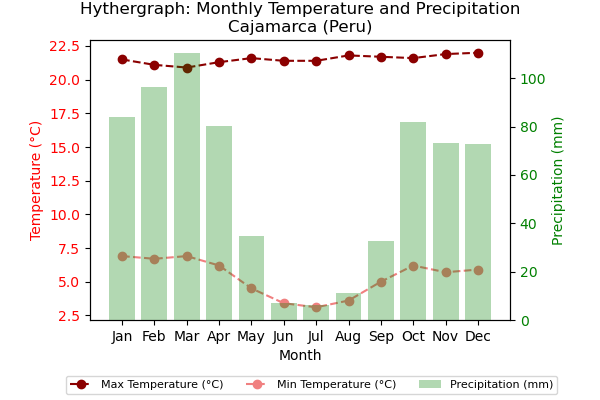 Hythergraph: Monthly Temperature and Precipitation
Cajamarca (Peru)
22.5
20.0
17.5
15.0
12.5
10.0
7.5
5.0
2.5
Temperature (°C)
100
80
60
40
20
0
Precipitation (mm)
Jan Feb Mar Apr May Jun Jul Aug Sep Oct Nov Dec
Month
Max Temperature (°C) Min Temperature (°C) Precipitation (mm)